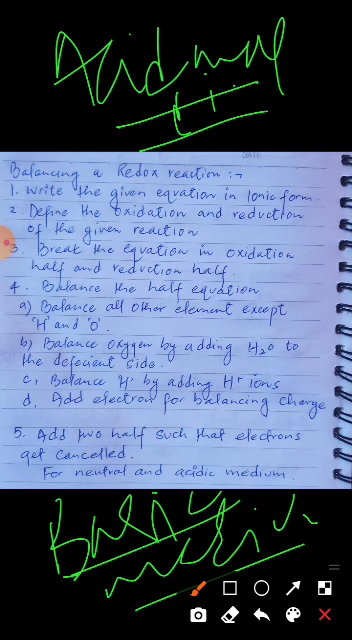 Acid
DATE
Balancing a Redox reaction :-
1. Write the given equation in Ionic form.
2. Define the oxidation and reduction
of the given reaction
3. Break the equation in oxidation
half and reduction half.
4. Balance the half equation
a) Balance all other element except
'H' and 'O'.
b) Balance oxygen by adding H₂O to
the defecient side.
c, Balance 'H' by adding H⁺ ions
d, Add electron for balancing charge
5. Add two half such that electrons
get cancelled.
For neutral and acidic medium.
Basic